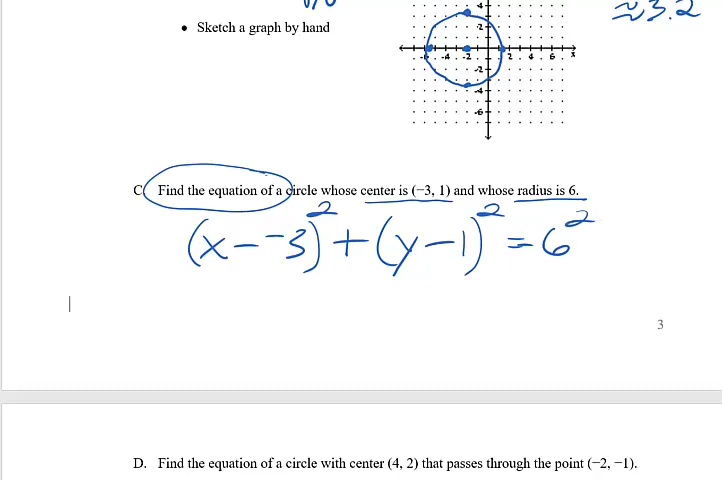 ≈3.2
• Sketch a graph by hand
C. Find the equation of a circle whose center is (−3, 1) and whose radius is 6.
(x−⁻3)²+(y−1)²=6²
3
D. Find the equation of a circle with center (4, 2) that passes through the point (−2, −1).